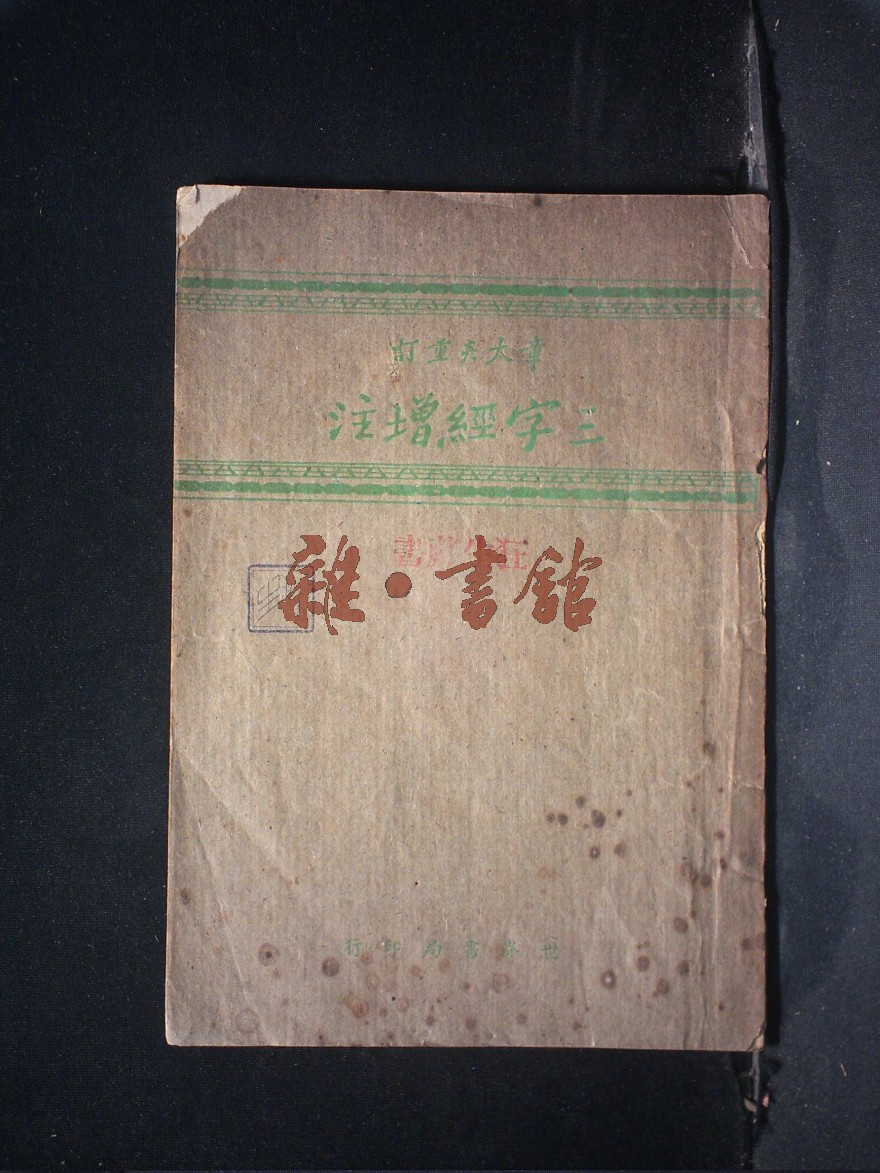 章太炎重訂
三字經增注
雜·書館
世界書局印行